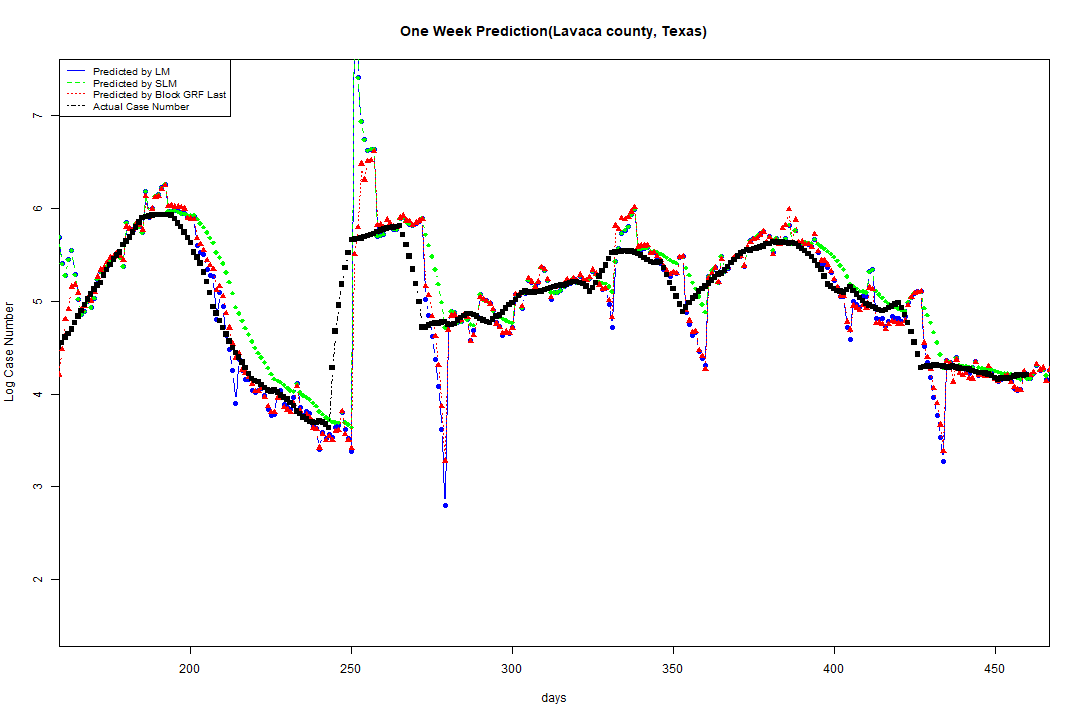 One Week Prediction(Lavaca county, Texas)
Predicted by LM
Predicted by SLM
Predicted by Block GRF Last
Actual Case Number
7
6
5
4
3
2
Log Case Number
200 250 300 350 400 450
days